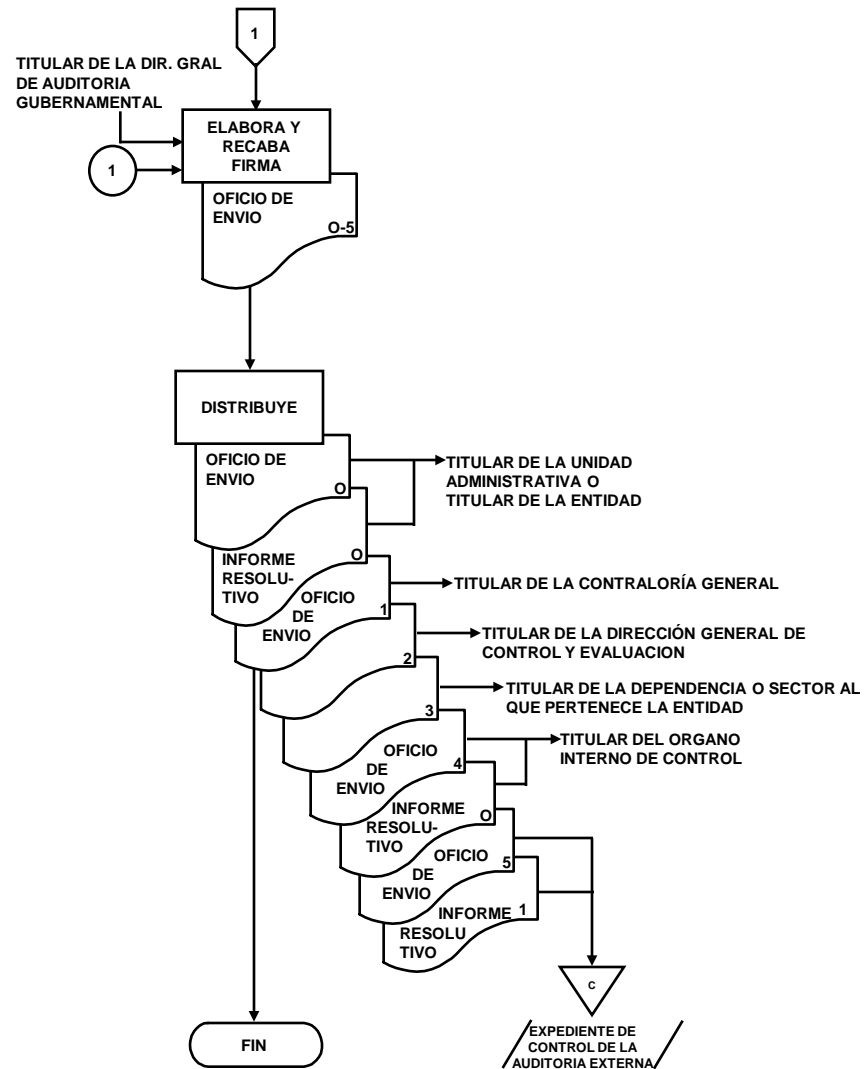 1
TITULAR DE LA DIR. GRAL
DE AUDITORIA
GUBERNAMENTAL
ELABORA Y
RECABA
FIRMA
1
OFICIO DE
ENVIO
O-5
DISTRIBUYE
OFICIO DE
ENVIO
O
TITULAR DE LA UNIDAD
ADMINISTRATIVA O
TITULAR DE LA ENTIDAD
INFORME
RESOLU-
TIVO
O
OFICIO
DE
ENVIO
1
TITULAR DE LA CONTRALORÍA GENERAL
2
TITULAR DE LA DIRECCIÓN GENERAL DE
CONTROL Y EVALUACION
3
TITULAR DE LA DEPENDENCIA O SECTOR AL
QUE PERTENECE LA ENTIDAD
OFICIO
DE
ENVIO
4
TITULAR DEL ORGANO
INTERNO DE CONTROL
INFORME
RESOLU-
TIVO
O
OFICIO
DE
ENVIO
5
INFORME
RESOLU
TIVO
1
C
EXPEDIENTE DE
CONTROL DE LA
AUDITORIA EXTERNA
FIN